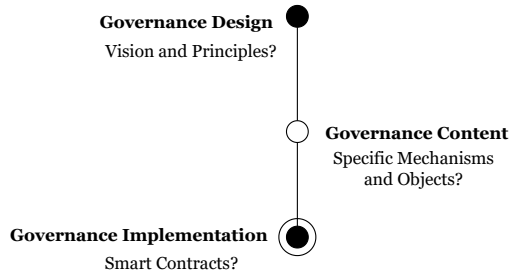 Governance Design
Vision and Principles?
Governance Content
Specific Mechanisms
and Objects?
Governance Implementation
Smart Contracts?